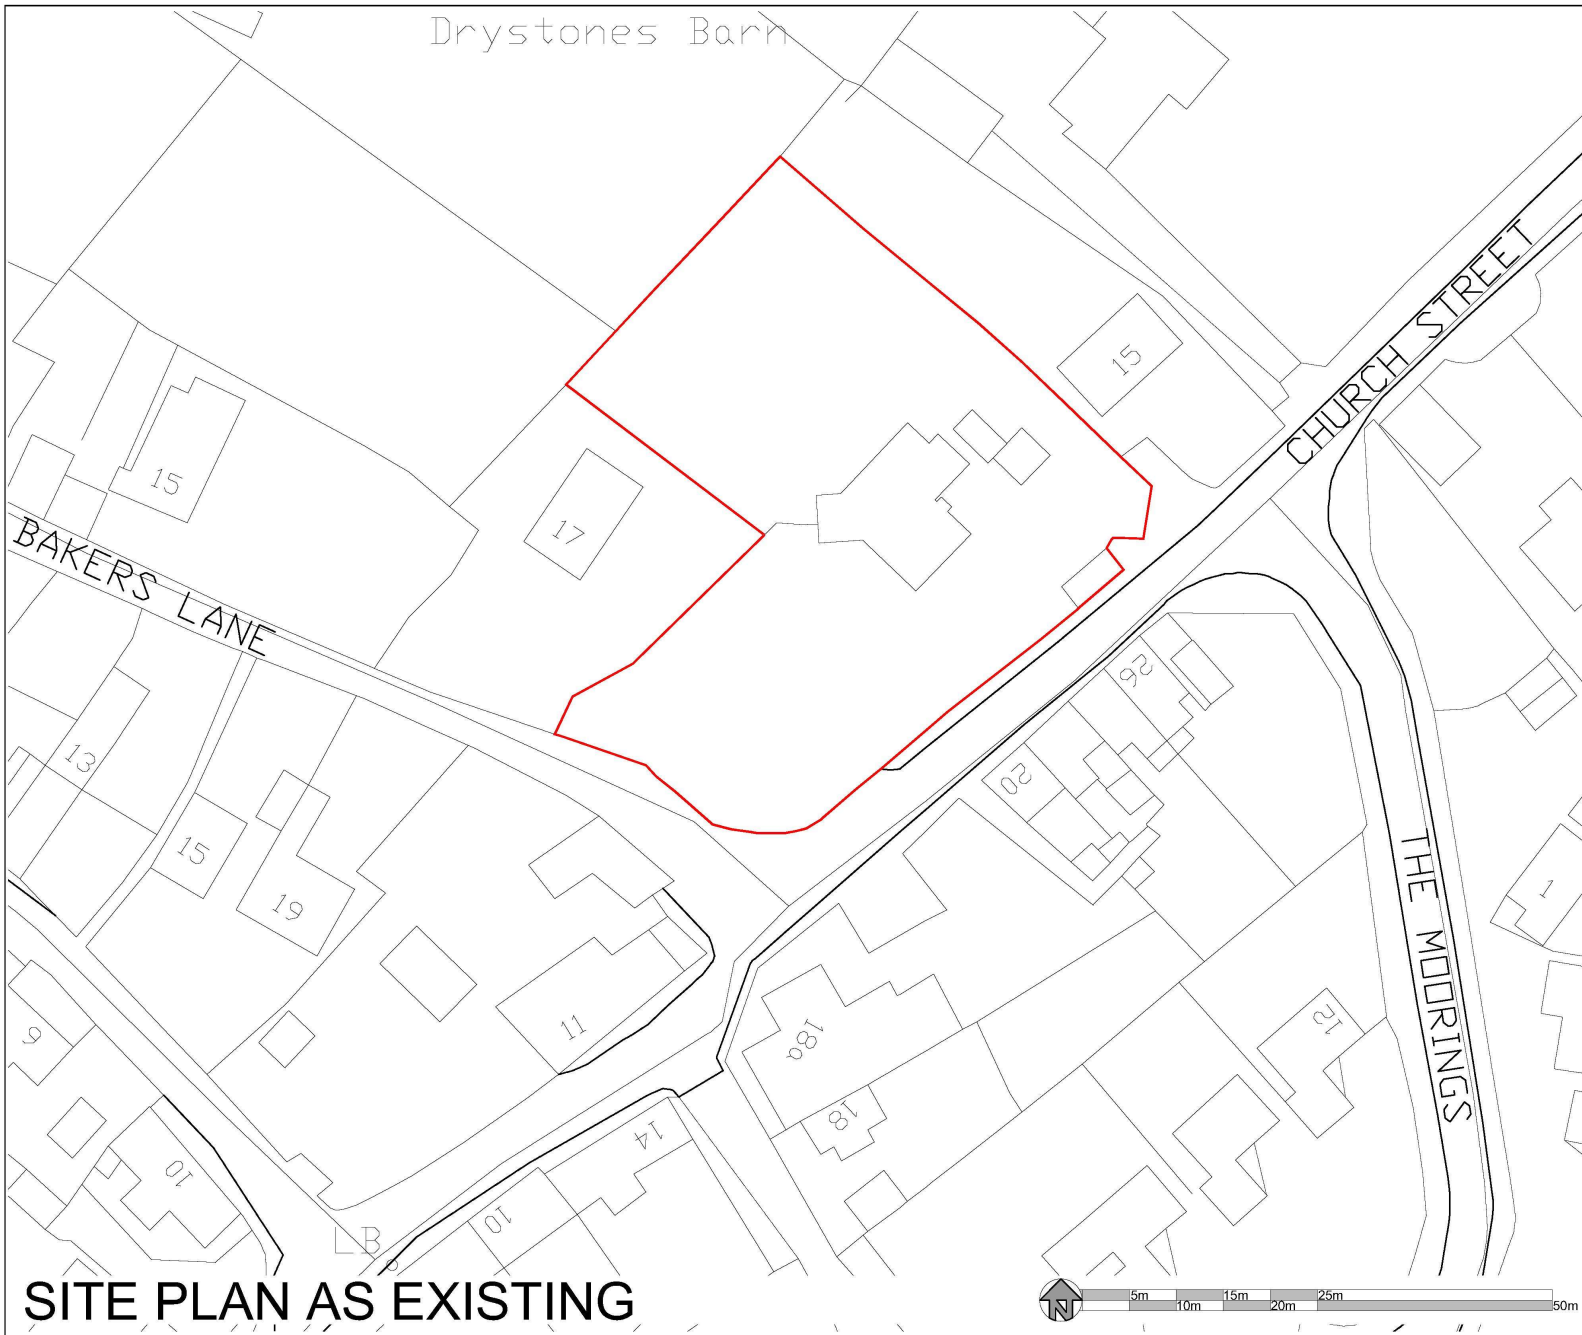 Drystones Barn
CHURCH STREET
15
15
17
BAKERS LANE
26
13
20
15
19
THE MOORINGS
1
11
18a
12
9
18
14
10
10
LB
SITE PLAN AS EXISTING
N
5m
15m
25m
10m
20m
50m